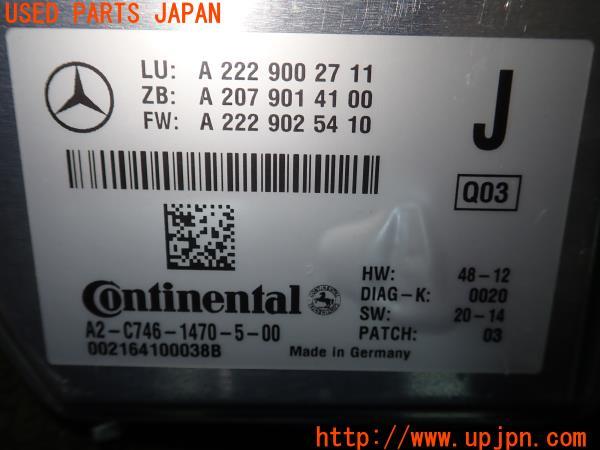 USED PARTS JAPAN
LU: A 222 900 27 11
ZB: A 207 901 41 00
FW: A 222 902 54 10
J
Q03
Continental
A2-C746-1470-5-00
002164100038B
Made in Germany
HW: 48-12
DIAG-K: 0020
SW: 20-14
PATCH: 03
UPJ http://www.upjpn.com